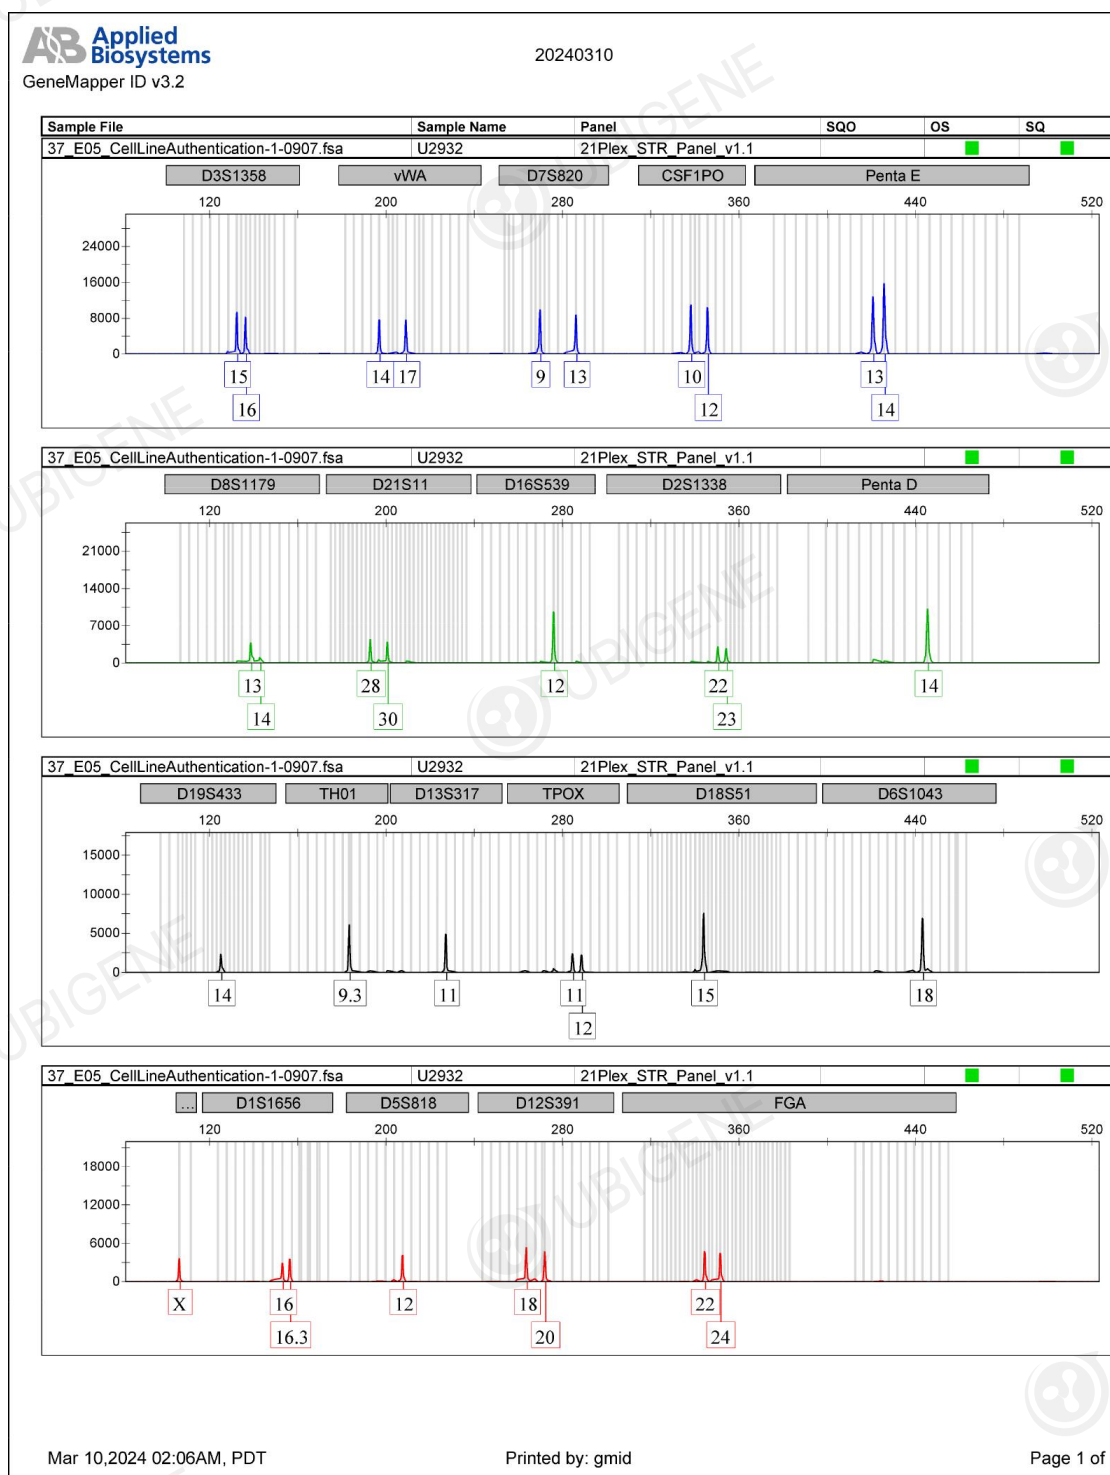 AB Applied Biosystems
GeneMapper ID v3.2
20240310
Sample File Sample Name Panel SQO OS SQ
37_E05_CellLineAuthentication-1-0907.fsa U2932 21Plex_STR_Panel_v1.1
D3S1358 vWA D7S820 CSF1PO Penta E
120 200 280 360 440 520
24000
16000
8000
0
15 14 17 9 13 10 13
16 12 14
37_E05_CellLineAuthentication-1-0907.fsa U2932 21Plex_STR_Panel_v1.1
D8S1179 D21S11 D16S539 D2S1338 Penta D
120 200 280 360 440 520
21000
14000
7000
0
13 28 12 22 14
14 30 23
37_E05_CellLineAuthentication-1-0907.fsa U2932 21Plex_STR_Panel_v1.1
D19S433 TH01 D13S317 TPOX D18S51 D6S1043
120 200 280 360 440 520
15000
10000
5000
0
14 9.3 11 11 15 18
12
37_E05_CellLineAuthentication-1-0907.fsa U2932 21Plex_STR_Panel_v1.1
... D1S1656 D5S818 D12S391 FGA
120 200 280 360 440 520
18000
12000
6000
0
X 16 12 18 22
16.3 20 24
Mar 10,2024 02:06AM, PDT Printed by: gmid Page 1 of
UBIGENE
UBIGENE
UBIGENE
UBIGENE
UBIGENE